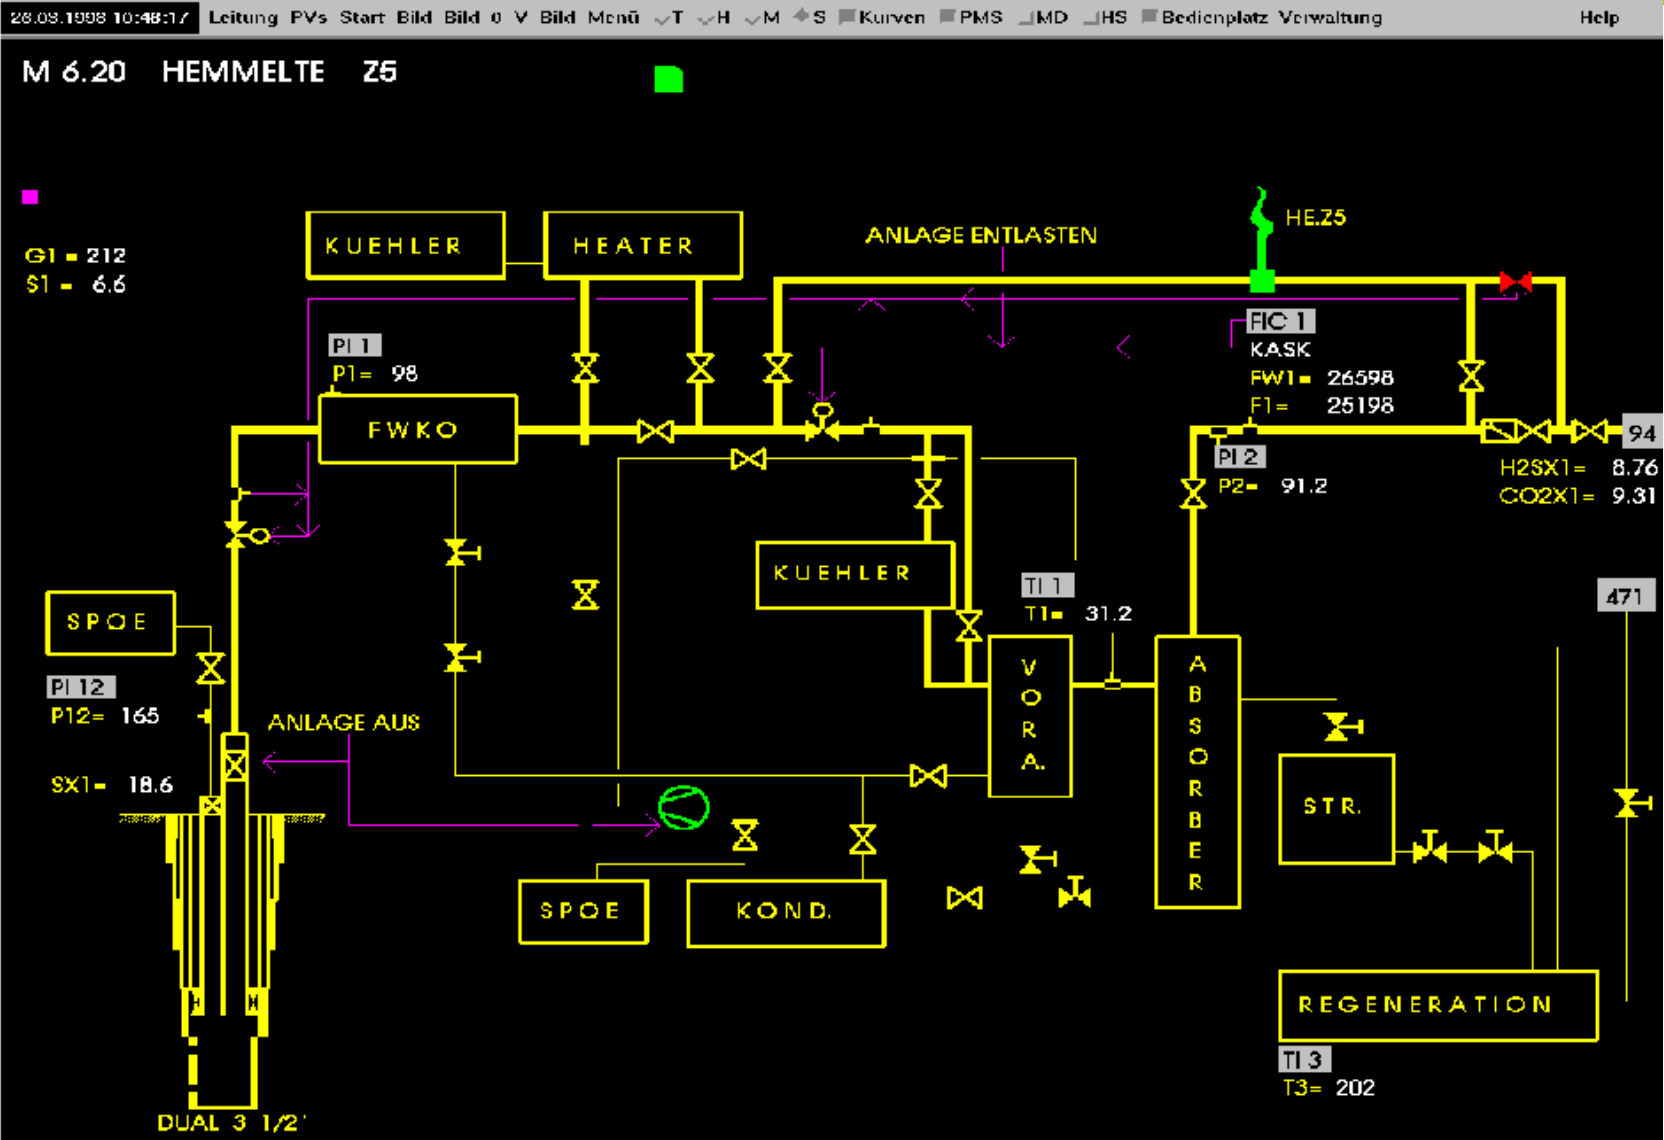 10:48:17 Leitung PVs Start Bild Bild 0 V Bild Menü T H M S Kurven PMS MD HS Bedienplatz Verwaltung Help
M 6.20 HEMMELTE Z5
HE.Z5
KUEHLER HEATER ANLAGE ENTLASTEN
G1 = 212
S1 = 6.6
FIC 1
PI 1
KASK
P1= 98
FW1= 26598
F1= 25198
FWKO
94
PI 2
H2SX1= 8.76
P2= 91.2
CO2X1= 9.31
KUEHLER
TI 1
471
T1= 31.2
SPOE
VORA.
ABSORBER
PI 12
P12= 165
ANLAGE AUS
SX1= 18.6
STR.
SPOE KOND.
H H
REGENERATION
TI 3
T3= 202
DUAL 3 1/2'